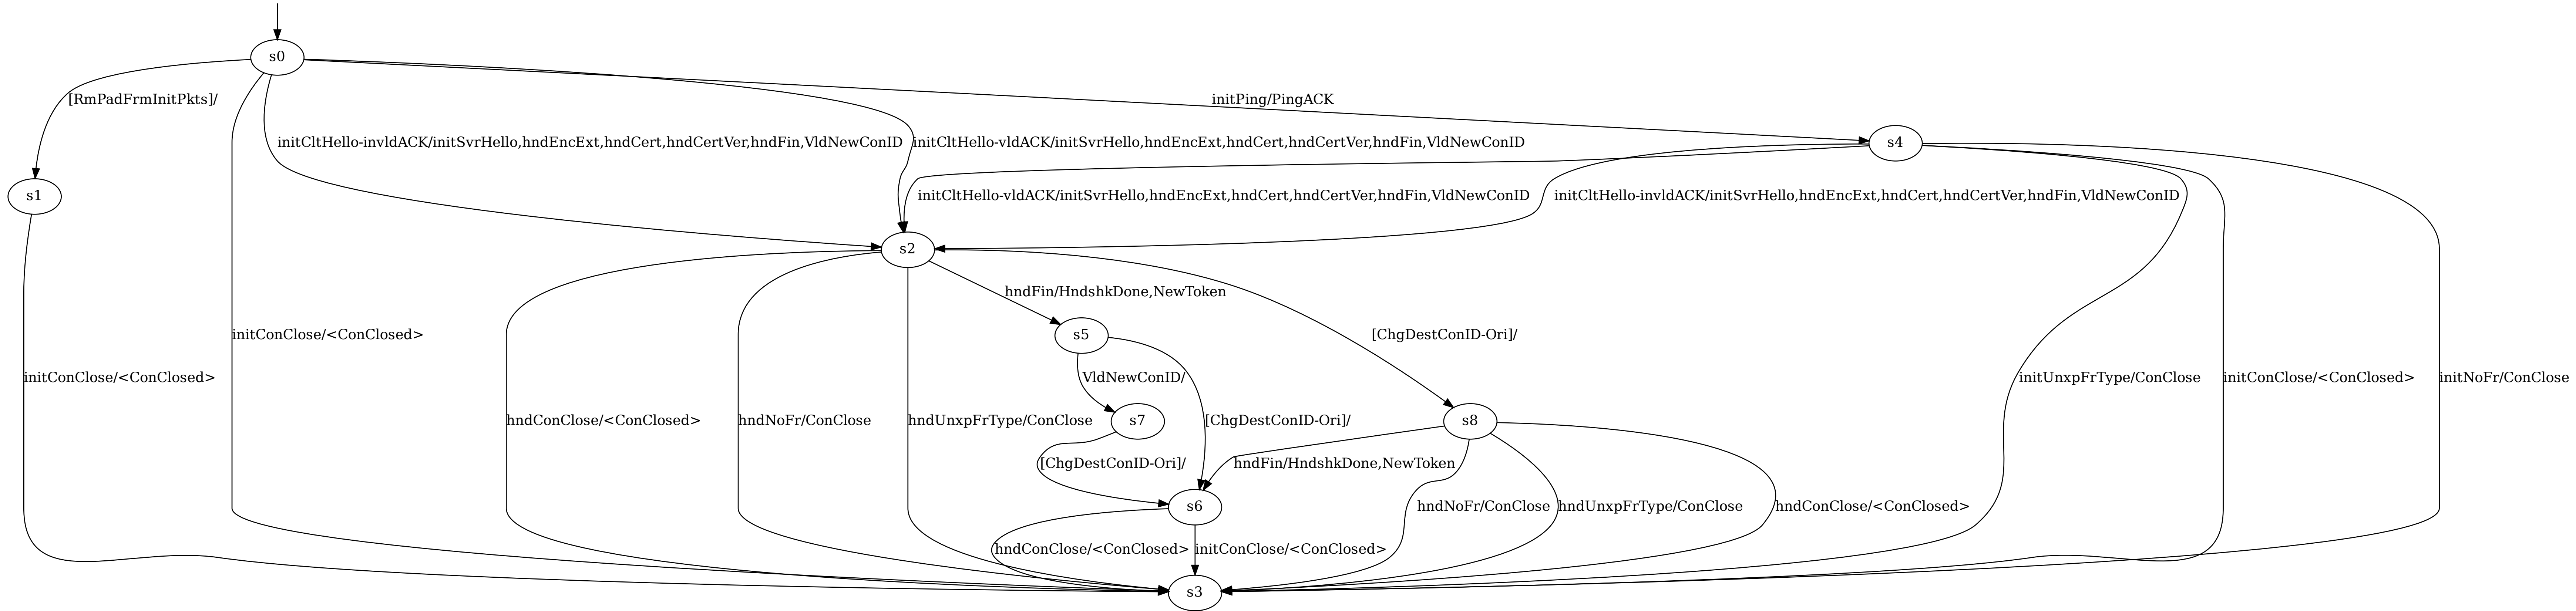 s0
[RmPadFrmInitPkts]/
initPing/PingACK
initCltHello-invldACK/initSvrHello,hndEncExt,hndCert,hndCertVer,hndFin,VldNewConID
initCltHello-vldACK/initSvrHello,hndEncExt,hndCert,hndCertVer,hndFin,VldNewConID
s4
s1
initCltHello-vldACK/initSvrHello,hndEncExt,hndCert,hndCertVer,hndFin,VldNewConID
initCltHello-invldACK/initSvrHello,hndEncExt,hndCert,hndCertVer,hndFin,VldNewConID
s2
hndFin/HndshkDone,NewToken
initConClose/<ConClosed>
s5
[ChgDestConID-Ori]/
initConClose/<ConClosed>
VldNewConID/
initUnxpFrType/ConClose
initConClose/<ConClosed>
initNoFr/ConClose
hndConClose/<ConClosed>
hndNoFr/ConClose
hndUnxpFrType/ConClose
s7
[ChgDestConID-Ori]/
s8
[ChgDestConID-Ori]/
hndFin/HndshkDone,NewToken
s6
hndNoFr/ConClose
hndUnxpFrType/ConClose
hndConClose/<ConClosed>
hndConClose/<ConClosed>
initConClose/<ConClosed>
s3